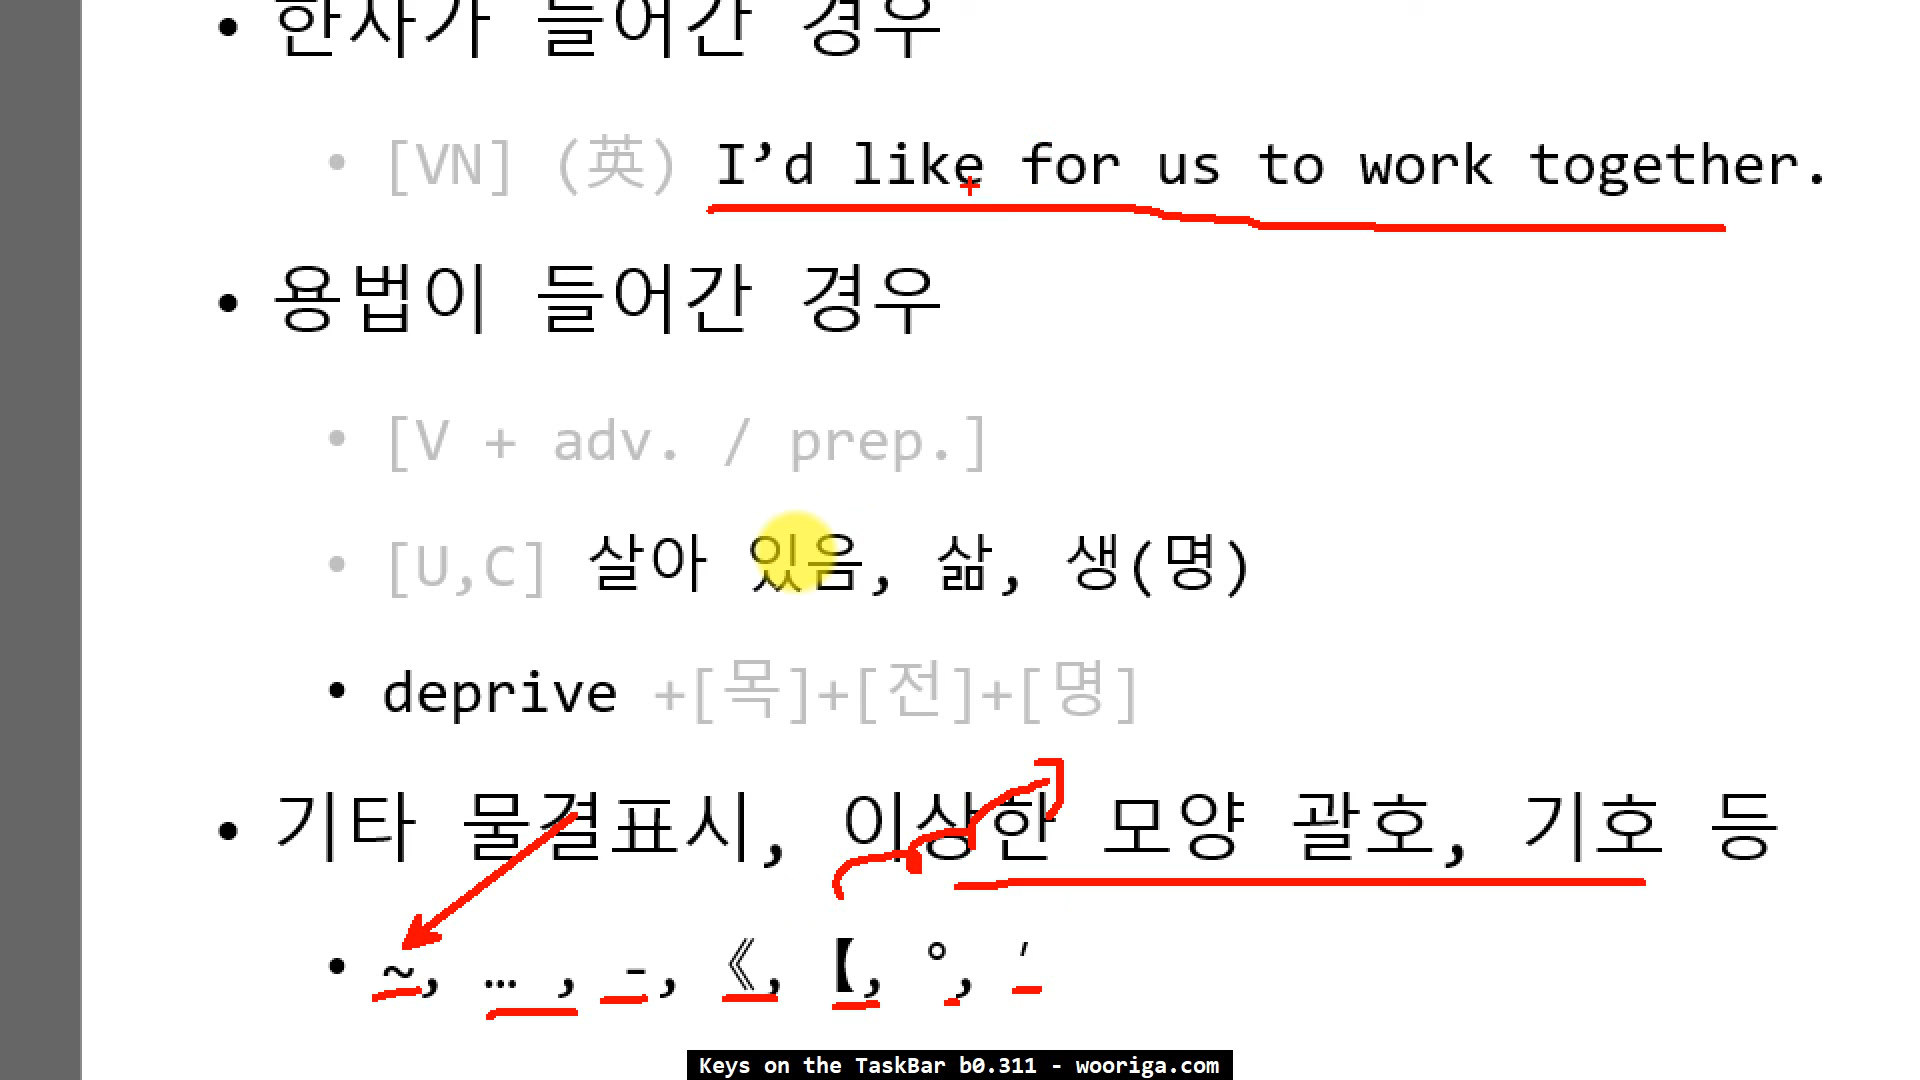 • 한자가 들어간 경우
• [VN] (英) I’d like for us to work together.
• 용법이 들어간 경우
• [V + adv. / prep.]
• [U,C] 살아 있음, 삶, 생(명)
• deprive +[목]+[전]+[명]
• 기타 물결표시, 이상한 모양 괄호, 기호 등
• ~, … , -, 《, 【, °, ′
Keys on the TaskBar b0.311 - wooriga.com